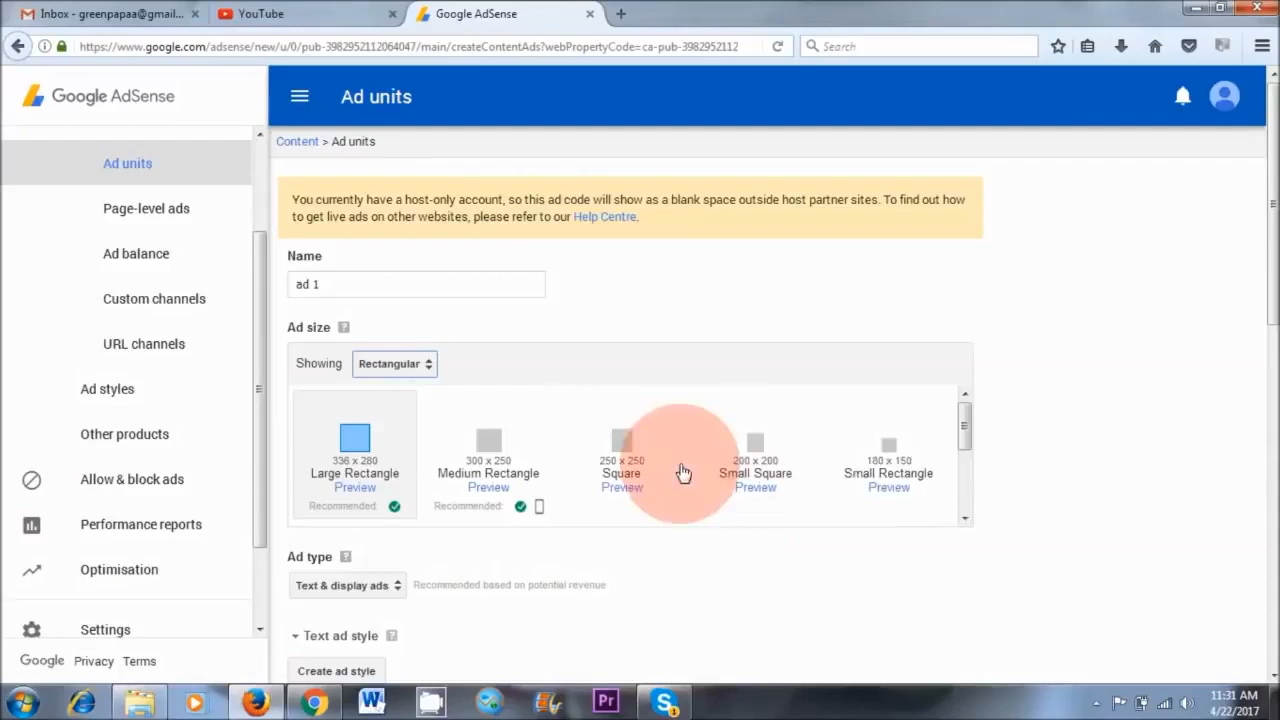 Inbox - greenpapaa@gmail...
YouTube
Google AdSense
https://www.google.com/adsense/new/u/0/pub-3982952112064047/main/createContentAds?webPropertyCode=ca-pub-3982952112
Search
Google AdSense
Ad units
Content > Ad units
Ad units
Page-level ads
Ad balance
Custom channels
URL channels
Ad styles
Other products
Allow & block ads
Performance reports
Optimisation
Settings
Google Privacy Terms
You currently have a host-only account, so this ad code will show as a blank space outside host partner sites. To find out how
to get live ads on other websites, please refer to our Help Centre.
Name
ad 1
Ad size ?
Showing Rectangular
336 x 280
Large Rectangle
Preview
Recommended:
300 x 250
Medium Rectangle
Preview
Recommended:
250 x 250
Square
Preview
200 x 200
Small Square
Preview
180 x 150
Small Rectangle
Preview
Ad type ?
Text & display ads Recommended based on potential revenue
Text ad style ?
Create ad style
W
Pr
S
1
11:31 AM
4/22/2017